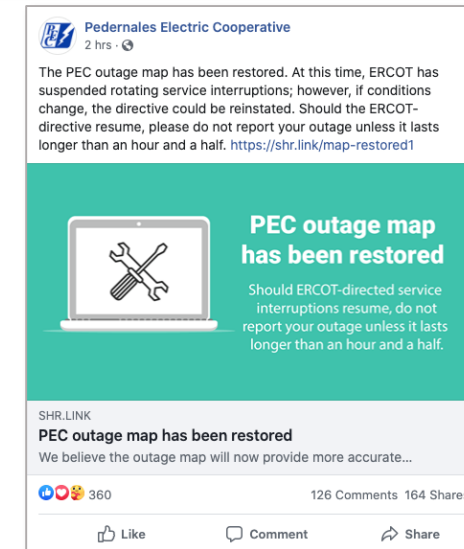 Pedernales Electric Cooperative
2 hrs ·
The PEC outage map has been restored. At this time, ERCOT has
suspended rotating service interruptions; however, if conditions
change, the directive could be reinstated. Should the ERCOT-
directive resume, please do not report your outage unless it lasts
longer than an hour and a half. https://shr.link/map-restored1
PEC outage map
has been restored
Should ERCOT-directed service
interruptions resume, do not
report your outage unless it lasts
longer than an hour and a half.
SHR.LINK
PEC outage map has been restored
We believe the outage map will now provide more accurate...
360
126 Comments 164 Share
Like
Comment
Share